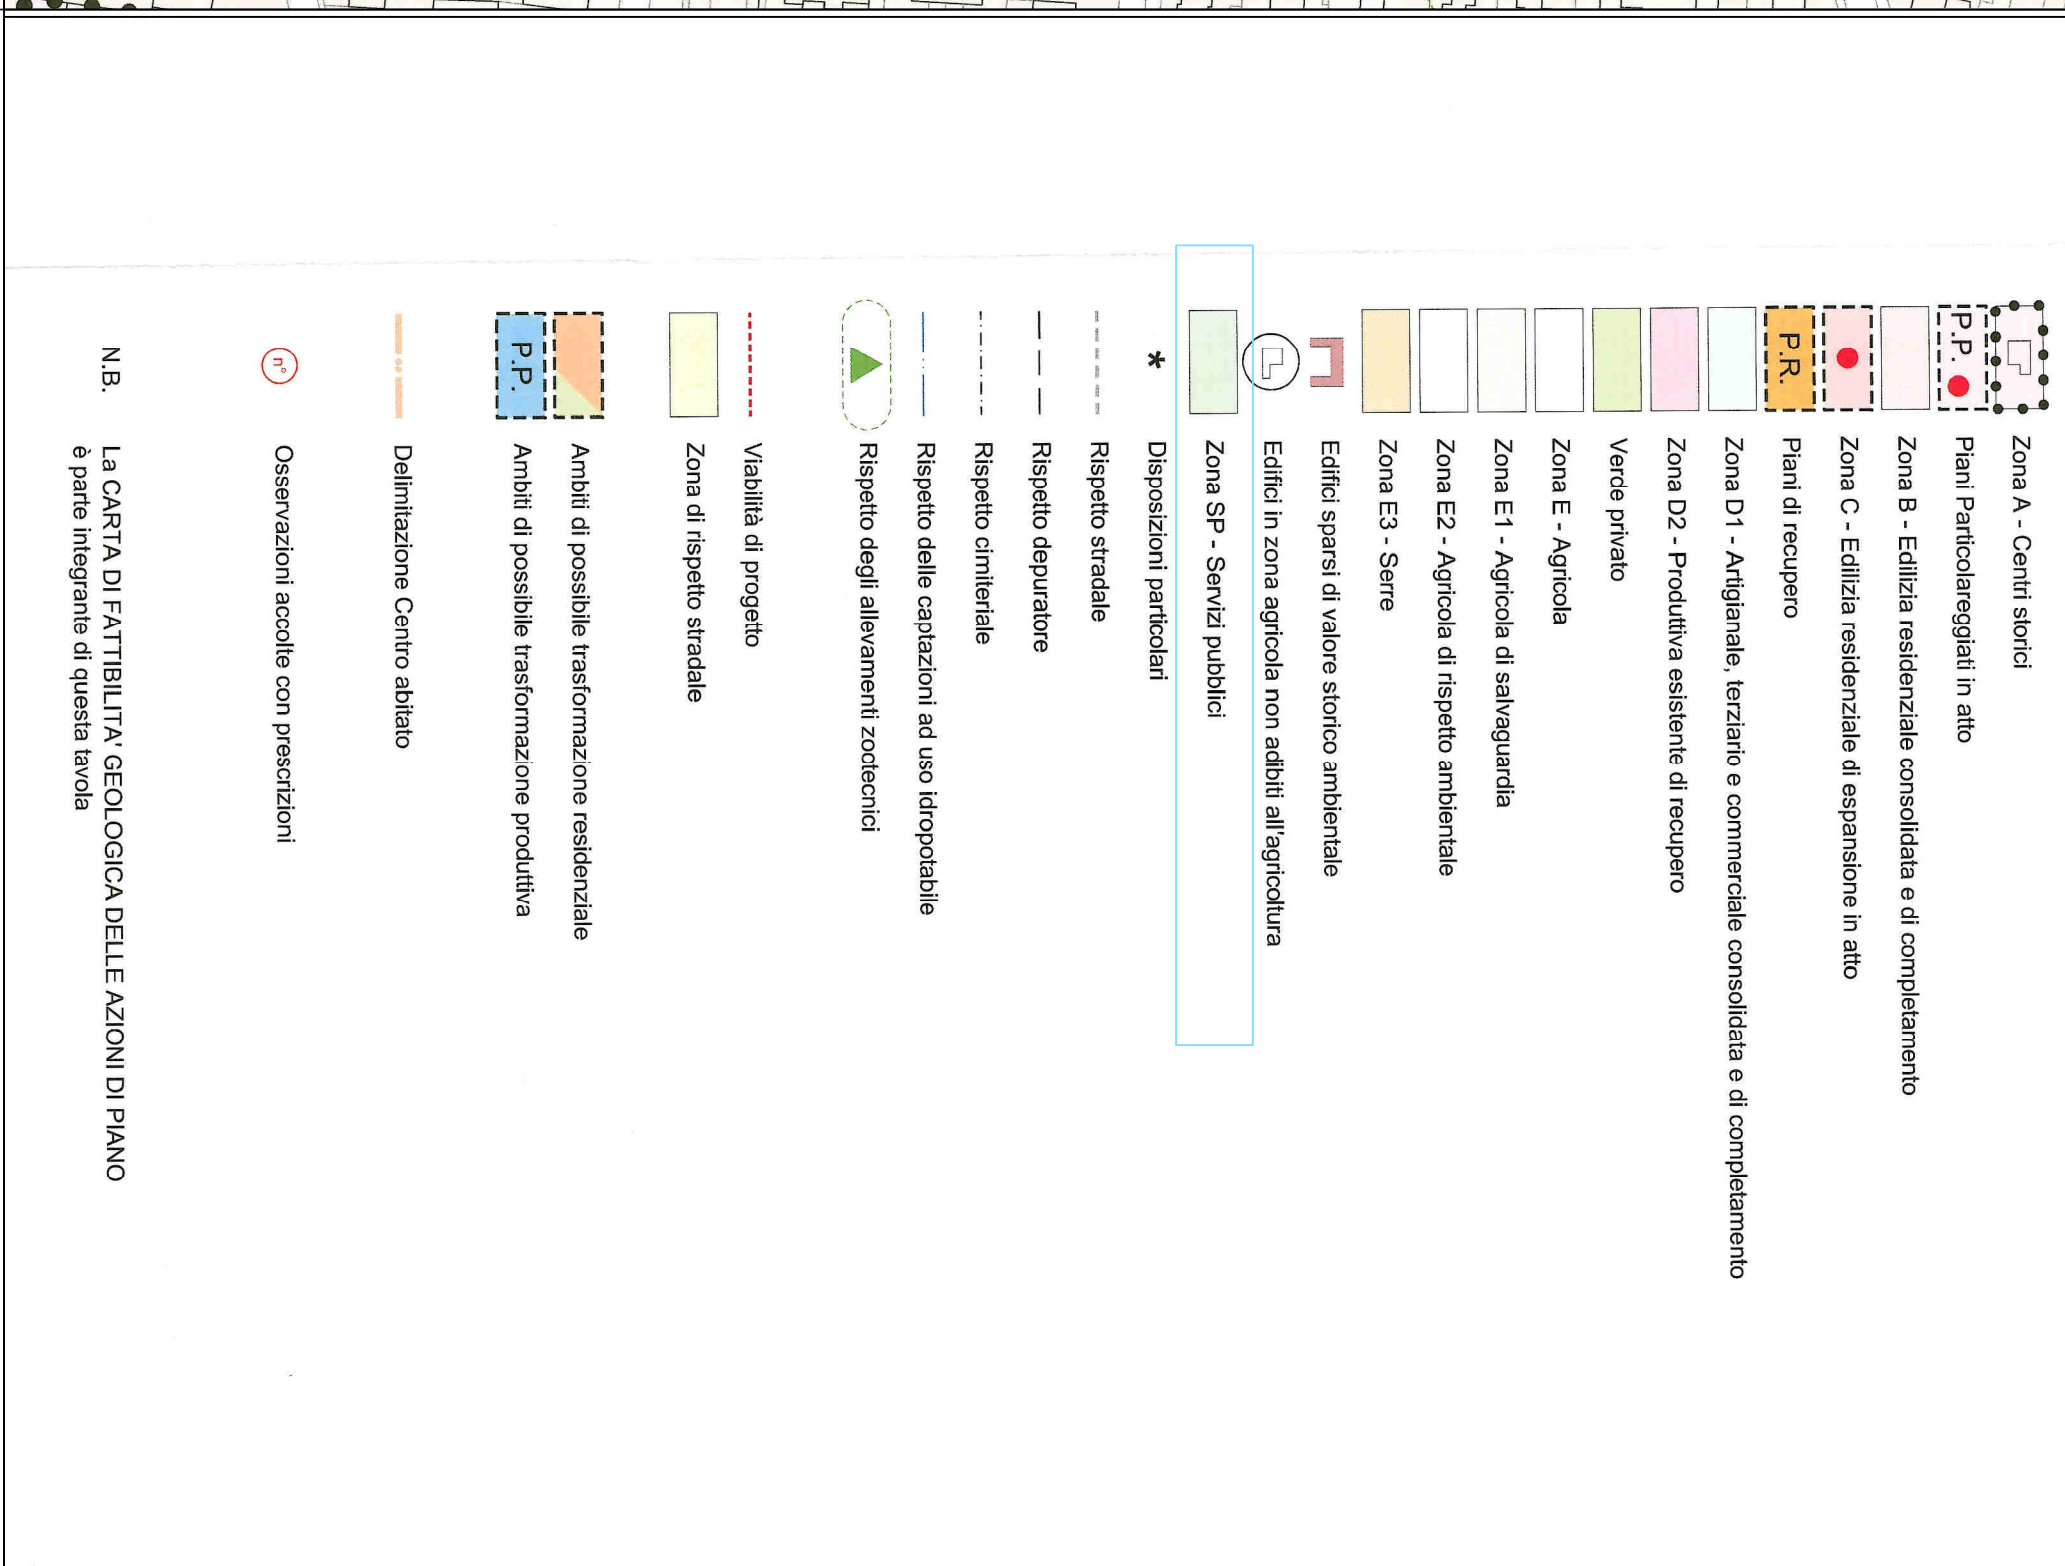 Zona A - Centri storici
P.P.
Piani Particolareggiati in atto
Zona B - Edilizia residenziale consolidata e di completamento
Zona C - Edilizia residenziale di espansione in atto
P.R.
Piani di recupero
Zona D1 - Artigianale, terziario e commerciale consolidata e di completamento
Zona D2 - Produttiva esistente di recupero
Verde privato
Zona E - Agricola
Zona E1 - Agricola di salvaguardia
Zona E2 - Agricola di rispetto ambientale
Zona E3 - Serre
Edifici sparsi di valore storico ambientale
Edifici in zona agricola non adibiti all'agricoltura
Zona SP - Servizi pubblici
* Disposizioni particolari
Rispetto stradale
Rispetto depuratore
Rispetto cimiteriale
Rispetto delle captazioni ad uso idropotabile
Rispetto degli allevamenti zootecnici
Viabilità di progetto
Zona di rispetto stradale
Ambiti di possibile trasformazione residenziale
P.P.
Ambiti di possibile trasformazione produttiva
Delimitazione Centro abitato
n°
Osservazioni accolte con prescrizioni
N.B. La CARTA DI FATTIBILITA' GEOLOGICA DELLE AZIONI DI PIANO
è parte integrante di questa tavola